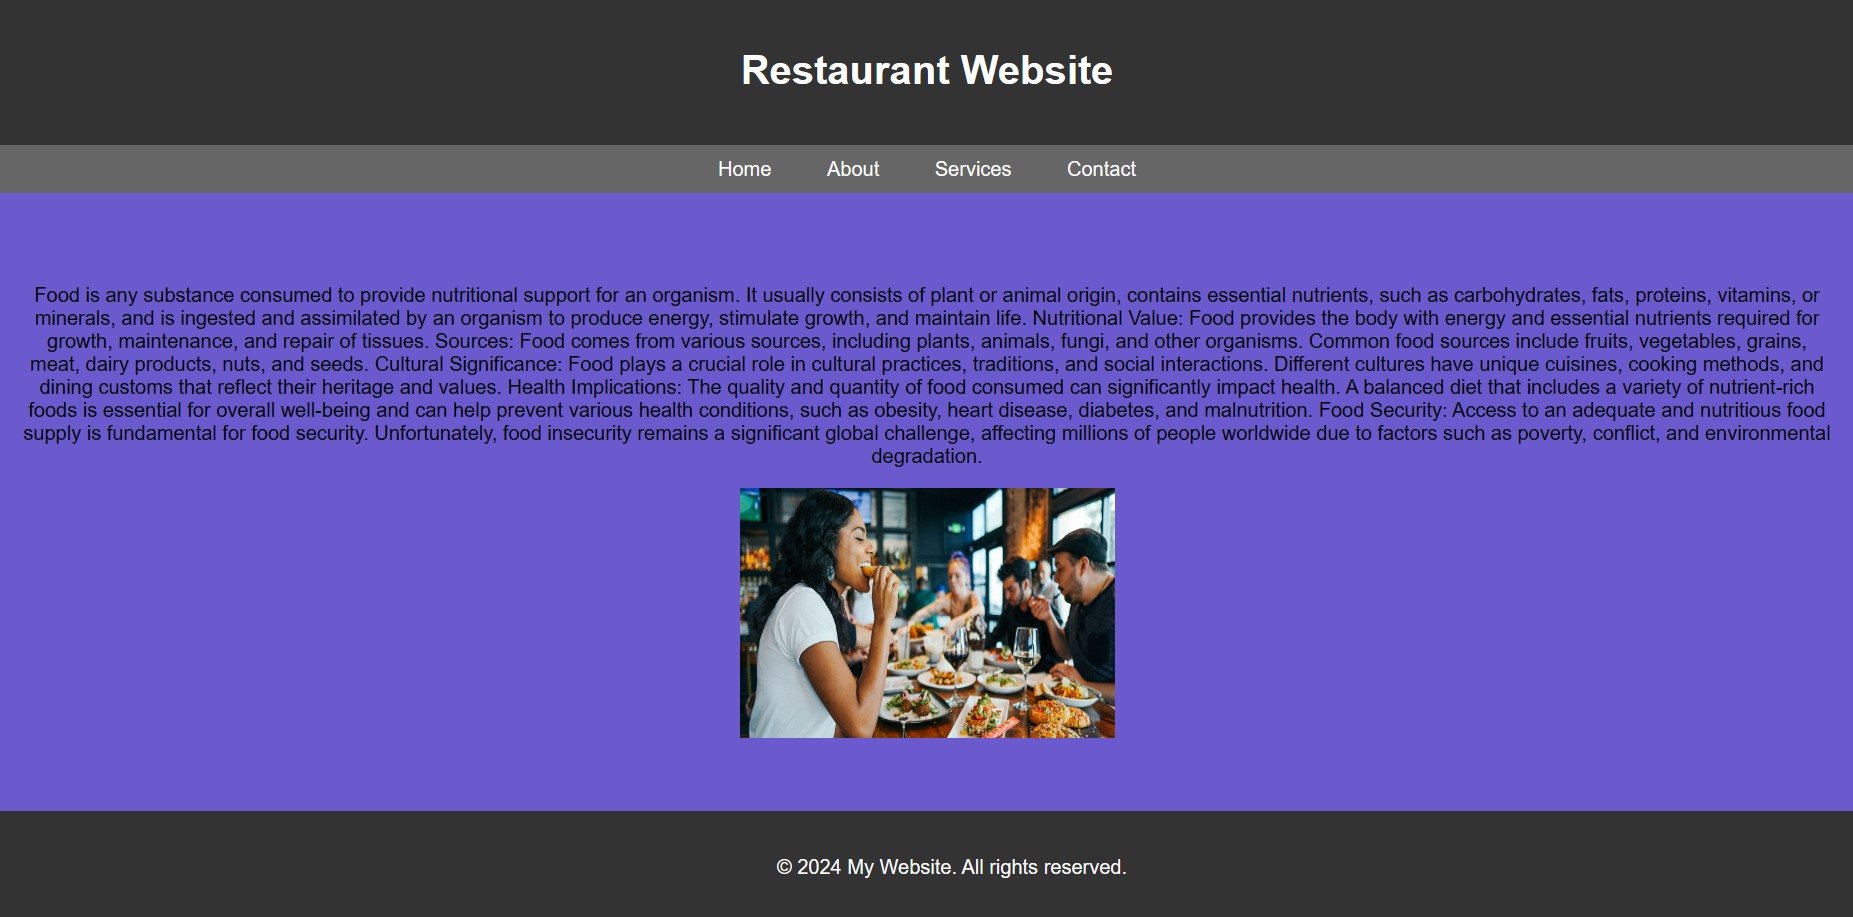 Restaurant Website
Home About Services Contact
Food is any substance consumed to provide nutritional support for an organism. It usually consists of plant or animal origin, contains essential nutrients, such as carbohydrates, fats, proteins, vitamins, or
minerals, and is ingested and assimilated by an organism to produce energy, stimulate growth, and maintain life. Nutritional Value: Food provides the body with energy and essential nutrients required for
growth, maintenance, and repair of tissues. Sources: Food comes from various sources, including plants, animals, fungi, and other organisms. Common food sources include fruits, vegetables, grains,
meat, dairy products, nuts, and seeds. Cultural Significance: Food plays a crucial role in cultural practices, traditions, and social interactions. Different cultures have unique cuisines, cooking methods, and
dining customs that reflect their heritage and values. Health Implications: The quality and quantity of food consumed can significantly impact health. A balanced diet that includes a variety of nutrient-rich
foods is essential for overall well-being and can help prevent various health conditions, such as obesity, heart disease, diabetes, and malnutrition. Food Security: Access to an adequate and nutritious food
supply is fundamental for food security. Unfortunately, food insecurity remains a significant global challenge, affecting millions of people worldwide due to factors such as poverty, conflict, and environmental
degradation.
© 2024 My Website. All rights reserved.